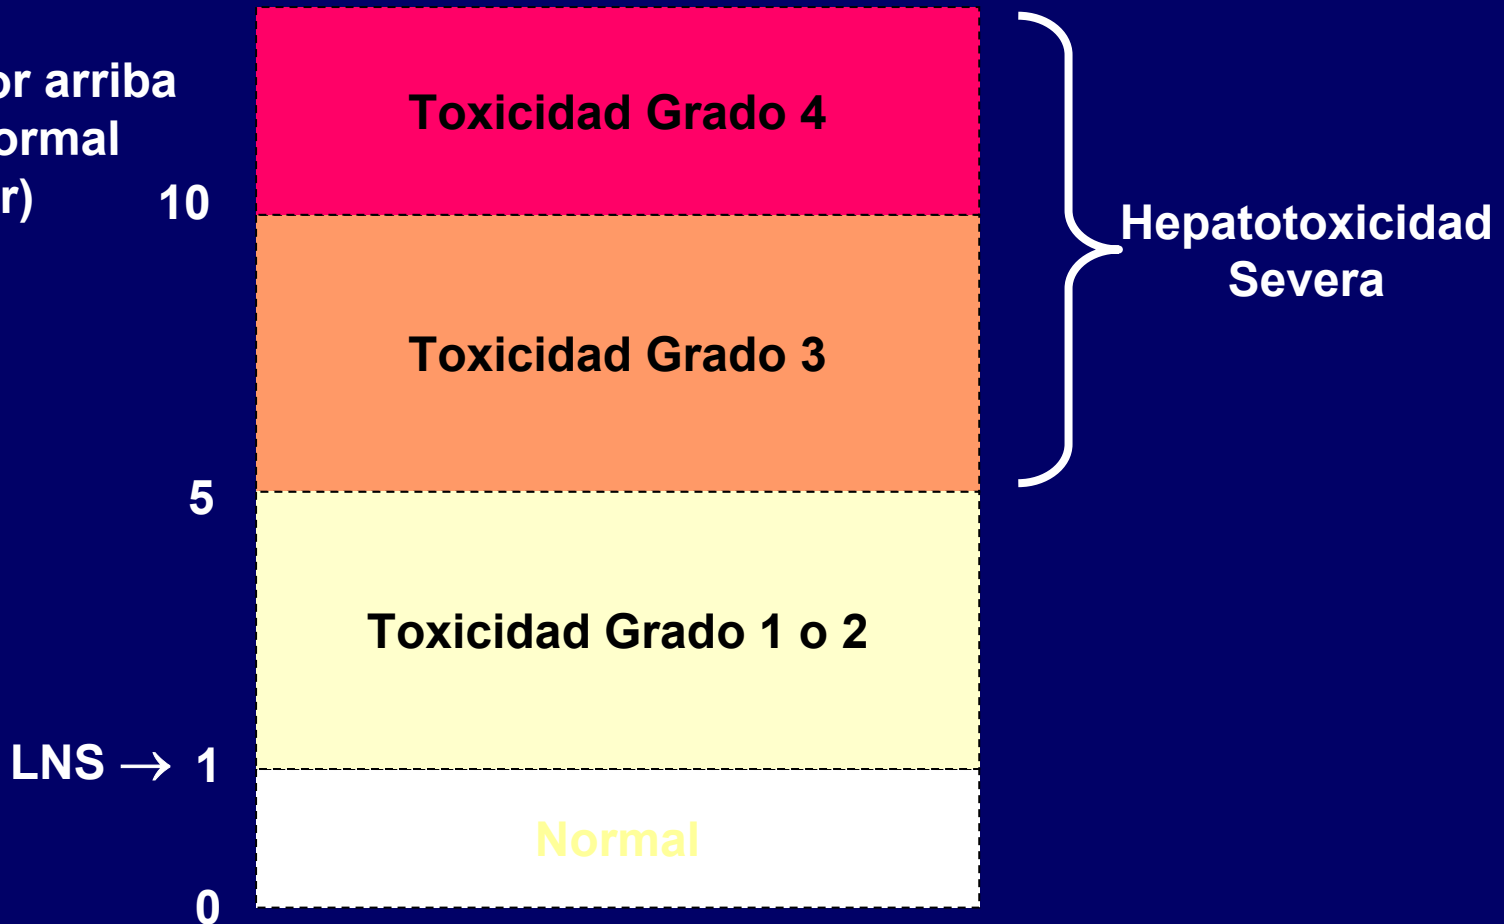 or arriba
ormal
r)
10
Toxicidad Grado 4
Hepatotoxicidad
Severa
Toxicidad Grado 3
5
Toxicidad Grado 1 o 2
LNS → 1
Normal
0